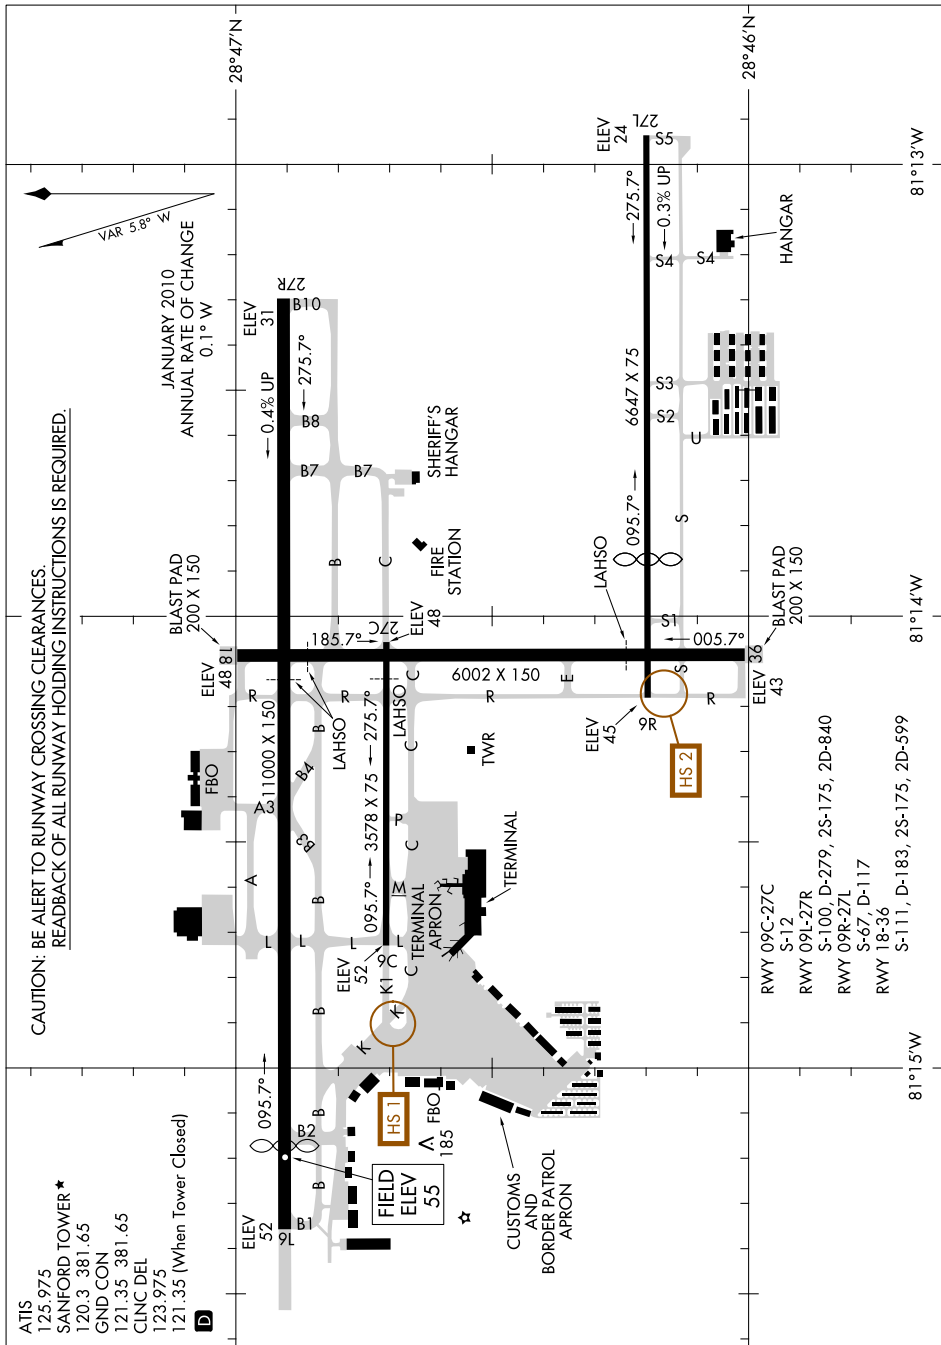 ATIS
125.975
SANFORD TOWER★
120.3 381.65
GND CON
121.35 381.65
CLNC DEL
123.975
121.35 (When Tower Closed)
D
CAUTION: BE ALERT TO RUNWAY CROSSING CLEARANCES.
READBACK OF ALL RUNWAY HOLDING INSTRUCTIONS IS REQUIRED.
JANUARY 2010
ANNUAL RATE OF CHANGE
0.1° W
VAR 5.8° W
28°47'N
28°46'N
81°15'W
81°14'W
81°13'W
ELEV
52
9L
B1
B2
B
B
B
B
B
B
095.7°
FIELD
ELEV
55
185
FBO
HS 1
K
K
K1
CUSTOMS
AND
BORDER PATROL
APRON
L
L
L
L
A
A3
B3
B4
FBO
11000 X 150
ELEV
52
9C
095.7°
3578 X 75
275.7°
TERMINAL
APRON
TERMINAL
M
P
C
C
C
C
C
TWR
LAHSO
LAHSO
R
R
R
R
ELEV
48
18
BLAST PAD
200 X 150
185.7°
27C
ELEV
48
6002 X 150
E
FIRE
STATION
SHERIFF'S
HANGAR
B7
B7
B8
B10
0.4% UP
275.7°
ELEV
31
27R
ELEV
45
9R
HS 2
LAHSO
S
S1
005.7°
36
ELEV
43
BLAST PAD
200 X 150
095.7°
6647 X 75
S
U
S2
S3
S4
S4
HANGAR
275.7°
0.3% UP
ELEV
24
27L
S5
RWY 09C-27C
S-12
RWY 09L-27R
S-100, D-279, 2S-175, 2D-840
RWY 09R-27L
S-67, D-117
RWY 18-36
S-111, D-183, 2S-175, 2D-599